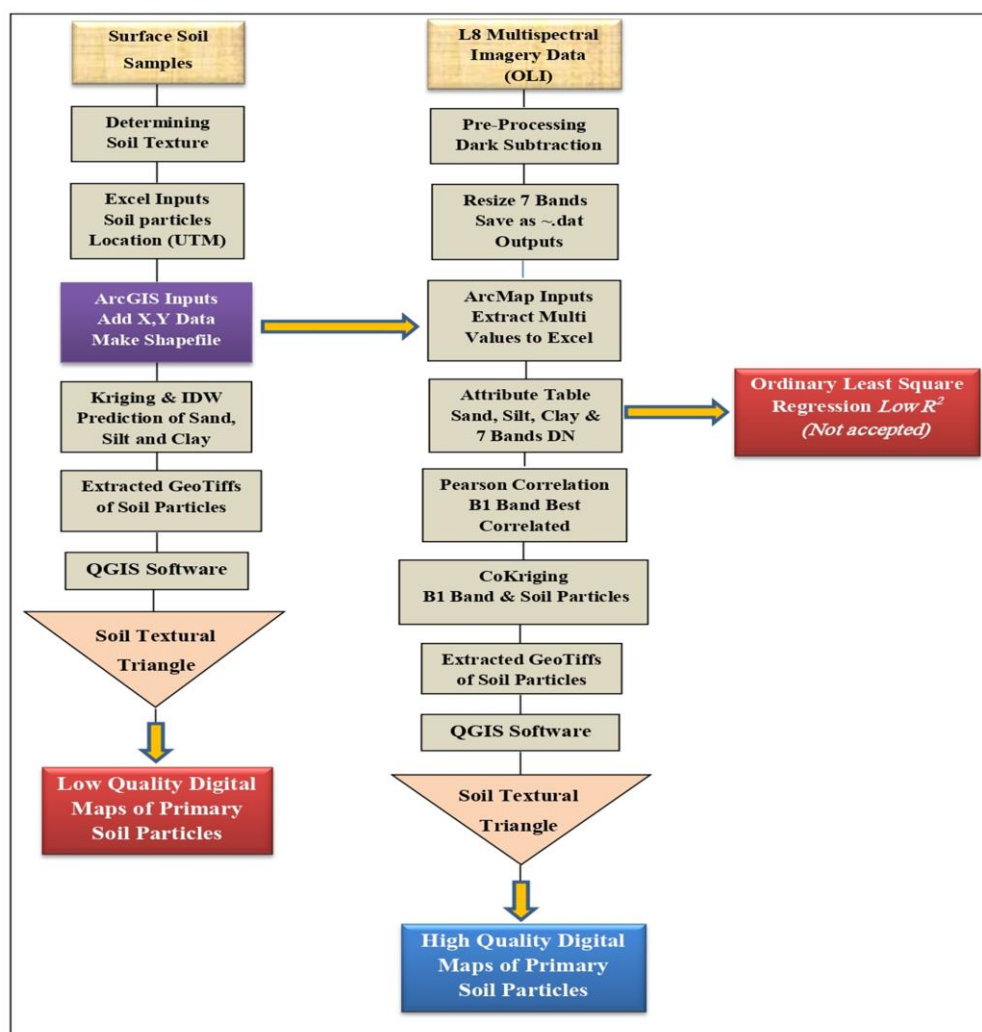 Surface Soil
Samples
Determining
Soil Texture
Excel Inputs
Soil particles
Location (UTM)
ArcGIS Inputs
Add X,Y Data
Make Shapefile
Kriging & IDW
Prediction of Sand,
Silt and Clay
Extracted GeoTiffs
of Soil Particles
QGIS Software
Soil Textural
Triangle
Low Quality Digital
Maps of Primary
Soil Particles
L8 Multispectral
Imagery Data
(OLI)
Pre-Processing
Dark Subtraction
Resize 7 Bands
Save as ~.dat
Outputs
ArcMap Inputs
Extract Multi
Values to Excel
Attribute Table
Sand, Silt, Clay &
7 Bands DN
Ordinary Least Square
Regression Low R²
(Not accepted)
Pearson Correlation
B1 Band Best
Correlated
CoKriging
B1 Band & Soil Particles
Extracted GeoTiffs
of Soil Particles
QGIS Software
Soil Textural
Triangle
High Quality Digital
Maps of Primary
Soil Particles